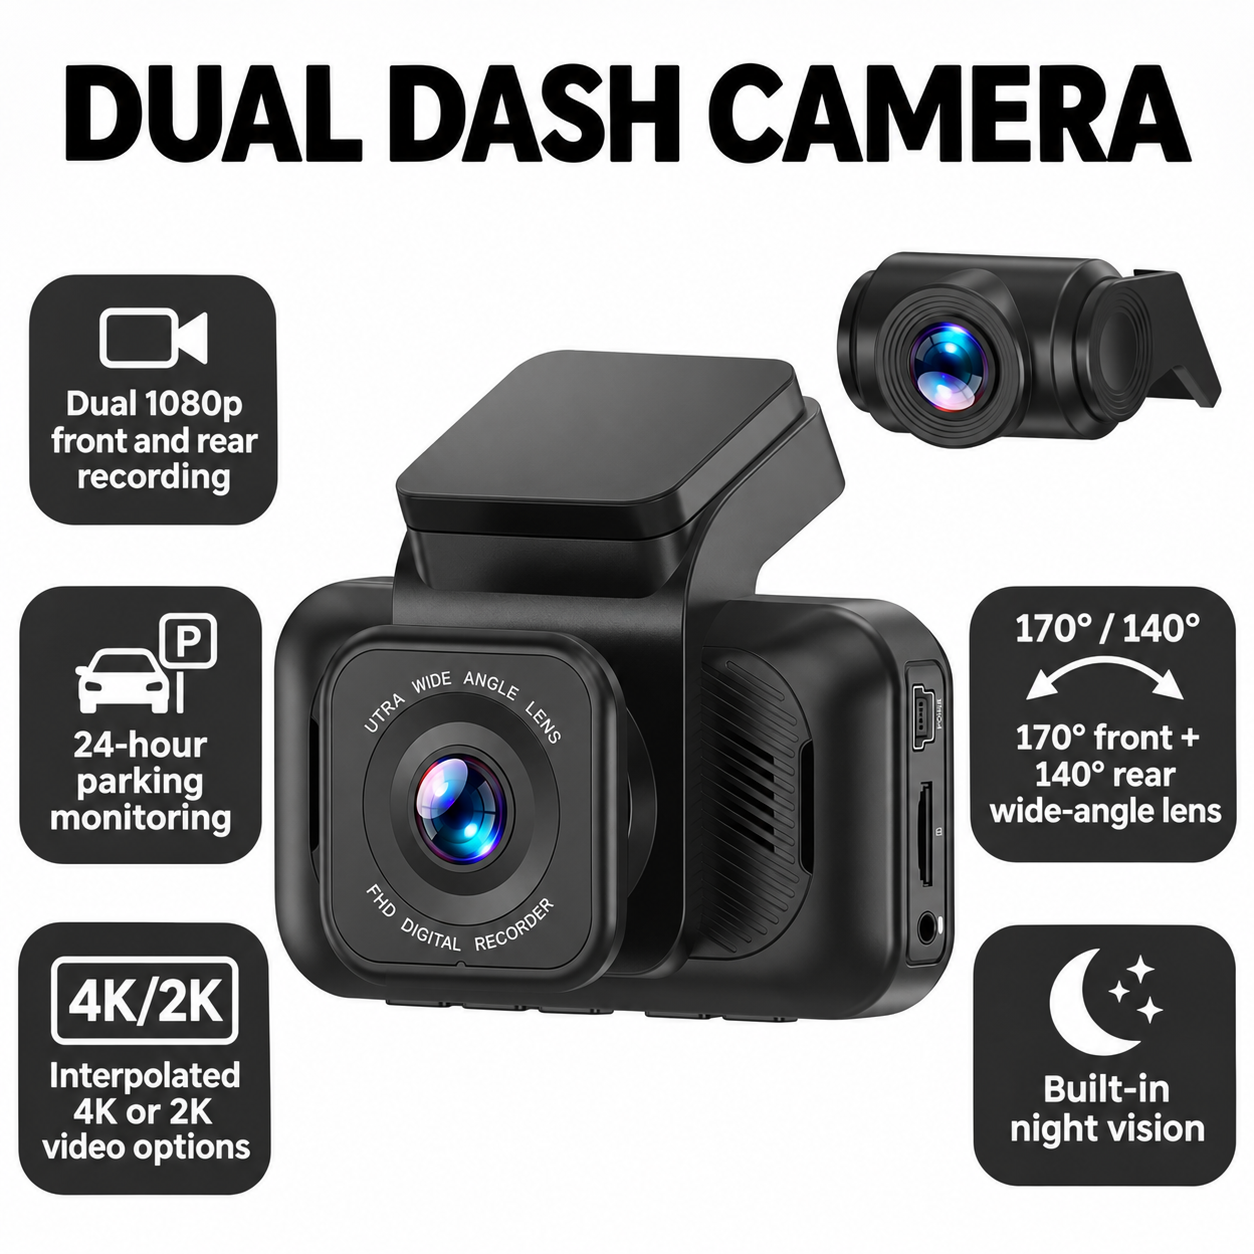 DUAL DASH CAMERA
Dual 1080p
front and rear
recording
P
24-hour
parking
monitoring
4K/2K
Interpolated
4K or 2K
video options
UTRA WIDE ANGLE LENS
FHD DIGITAL RECORDER
170° / 140°
170° front +
140° rear
wide-angle lens
Built-in
night vision